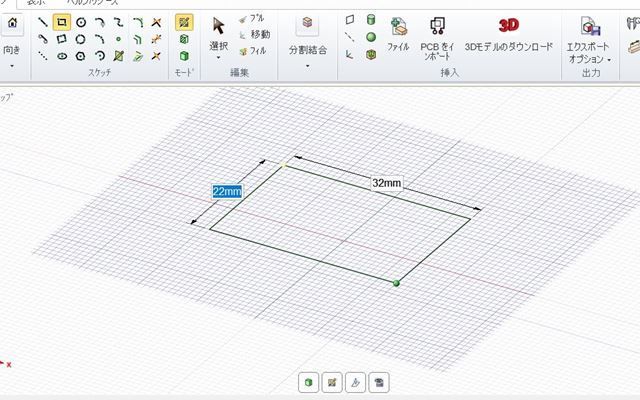 表示
ヘルプ/リソース
向き
スケッチ
モード
選択
プル
移動
フィル
編集
分割結合
ファイル
PCB をイ
ンポート
3D
3Dモデルのダウンロード
挿入
エクスポート
オプション
出力
ップ
22mm
32mm
x